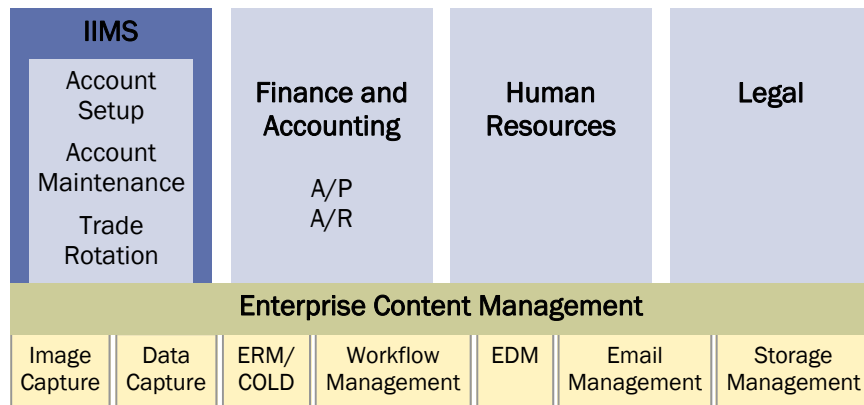 IIMS
Account
Setup
Account
Maintenance
Trade
Rotation
Finance and
Accounting
A/P
A/R
Human
Resources
Legal
Enterprise Content Management
Image
Capture
Data
Capture
ERM/
COLD
Workflow
Management
EDM
Email
Management
Storage
Management